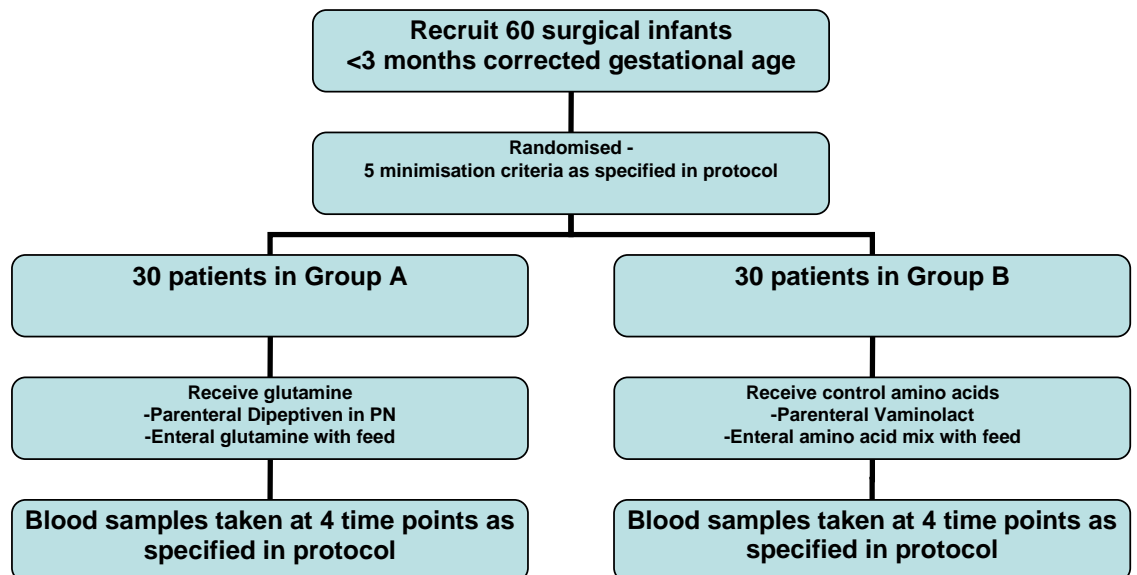 Recruit 60 surgical infants
<3 months corrected gestational age
Randomised -
5 minimisation criteria as specified in protocol
30 patients in Group A
30 patients in Group B
Receive glutamine
-Parenteral Dipeptiven in PN
-Enteral glutamine with feed
Receive control amino acids
-Parenteral Vaminolact
-Enteral amino acid mix with feed
Blood samples taken at 4 time points as
specified in protocol
Blood samples taken at 4 time points as
specified in protocol